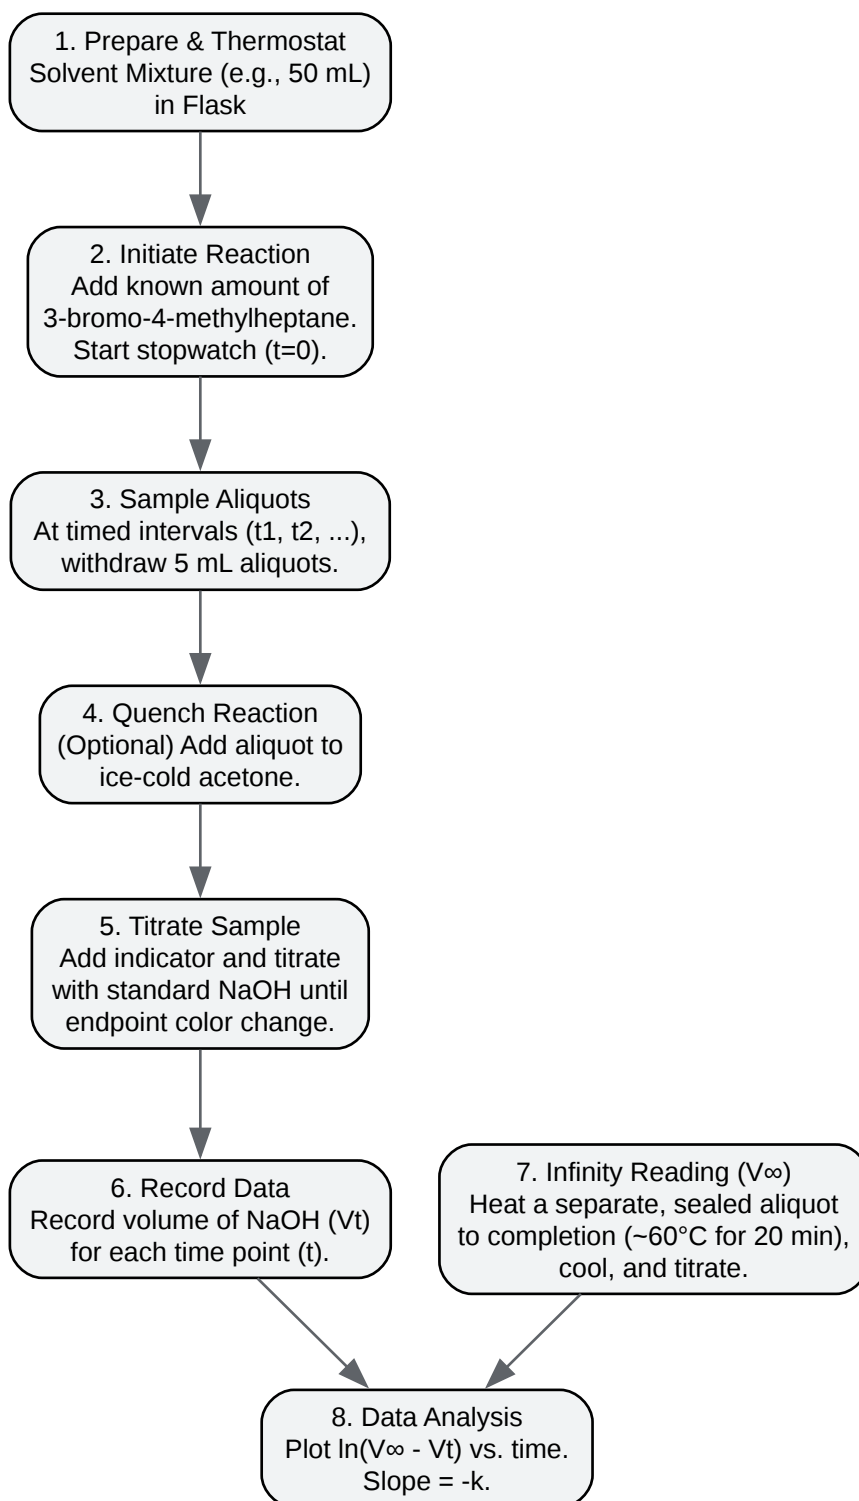 1. Prepare & Thermostat
Solvent Mixture (e.g., 50 mL)
in Flask
2. Initiate Reaction
Add known amount of
3-bromo-4-methylheptane.
Start stopwatch (t=0).
3. Sample Aliquots
At timed intervals (t1, t2, ...),
withdraw 5 mL aliquots.
4. Quench Reaction
(Optional) Add aliquot to
ice-cold acetone.
5. Titrate Sample
Add indicator and titrate
with standard NaOH until
endpoint color change.
6. Record Data
Record volume of NaOH (Vt)
for each time point (t).
7. Infinity Reading (V∞)
Heat a separate, sealed aliquot
to completion (~60°C for 20 min),
cool, and titrate.
8. Data Analysis
Plot ln(V∞ - Vt) vs. time.
Slope = -k.